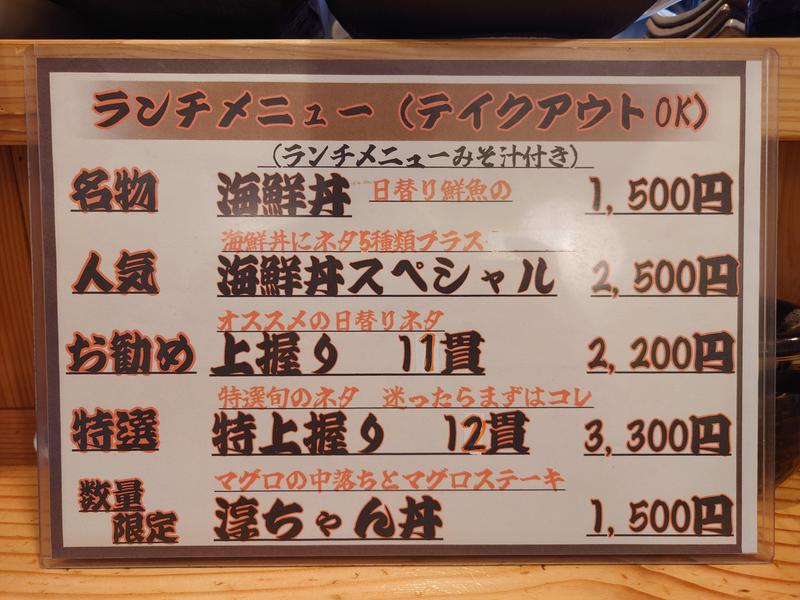 ランチメニュー（テイクアウトOK）
（ランチメニューみそ汁付き）
名物 海鮮丼 日替り鮮魚の 1,500円
海鮮丼にネタ5種類プラス
人気 海鮮丼スペシャル 2,500円
オススメの日替りネタ
お勧め 上握り 11貫 2,200円
特選旬のネタ 迷ったらまずはコレ
特選 特上握り 12貫 3,300円
マグロの中落ちとマグロステーキ
数量限定 淳ちゃん丼 1,500円